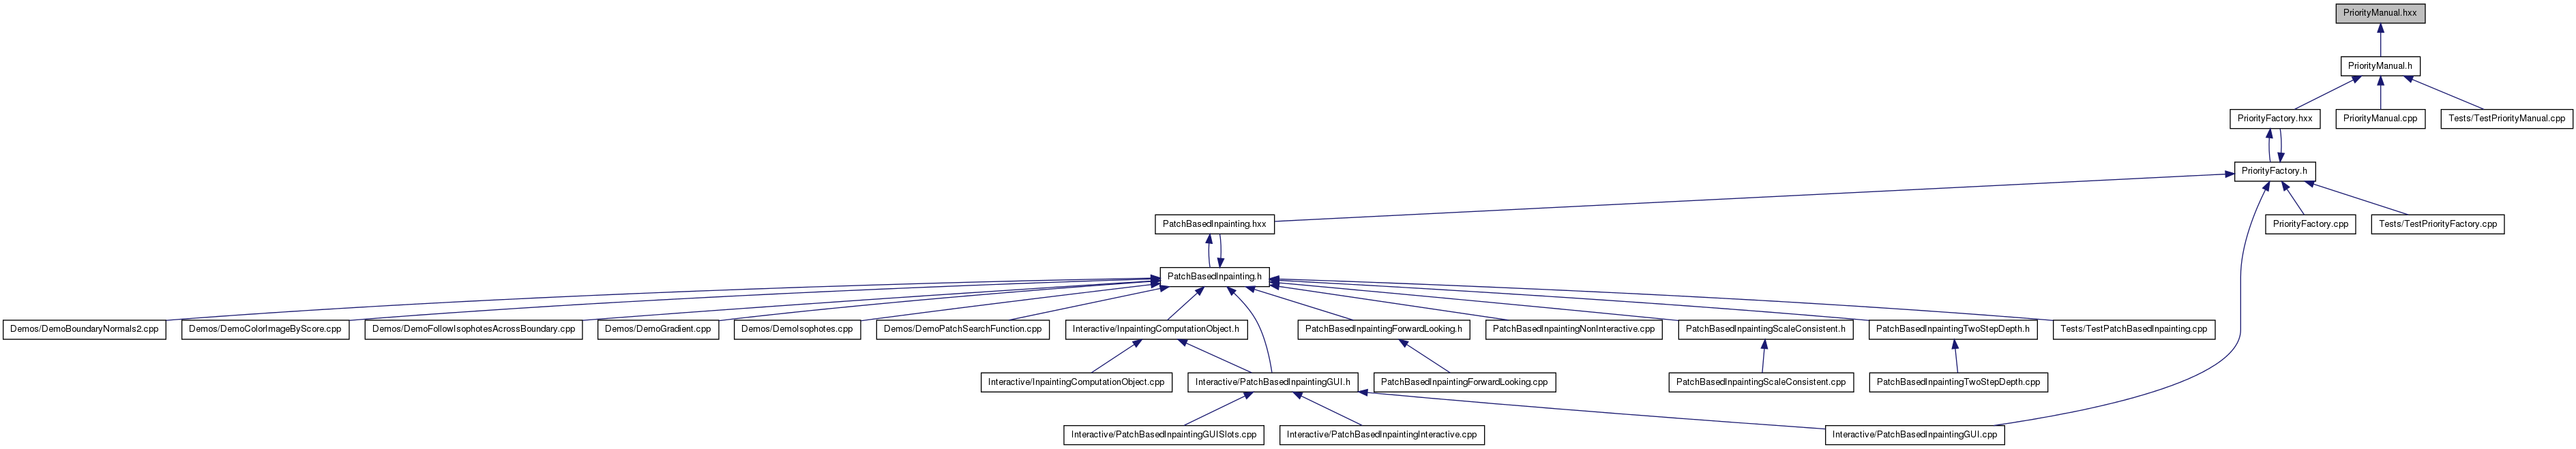 PriorityManual.hxx
PriorityManual.h
PriorityFactory.hxx
PriorityManual.cpp
Tests/TestPriorityManual.cpp
PriorityFactory.h
PatchBasedInpainting.hxx
PriorityFactory.cpp
Tests/TestPriorityFactory.cpp
PatchBasedInpainting.h
Demos/DemoBoundaryNormals2.cpp
Demos/DemoColorImageByScore.cpp
Demos/DemoFollowIsophotesAcrossBoundary.cpp
Demos/DemoGradient.cpp
Demos/DemoIsophotes.cpp
Demos/DemoPatchSearchFunction.cpp
Interactive/InpaintingComputationObject.h
PatchBasedInpaintingForwardLooking.h
PatchBasedInpaintingNonInteractive.cpp
PatchBasedInpaintingScaleConsistent.h
PatchBasedInpaintingTwoStepDepth.h
Tests/TestPatchBasedInpainting.cpp
Interactive/InpaintingComputationObject.cpp
Interactive/PatchBasedInpaintingGUI.h
PatchBasedInpaintingForwardLooking.cpp
PatchBasedInpaintingScaleConsistent.cpp
PatchBasedInpaintingTwoStepDepth.cpp
Interactive/PatchBasedInpaintingGUISlots.cpp
Interactive/PatchBasedInpaintingInteractive.cpp
Interactive/PatchBasedInpaintingGUI.cpp